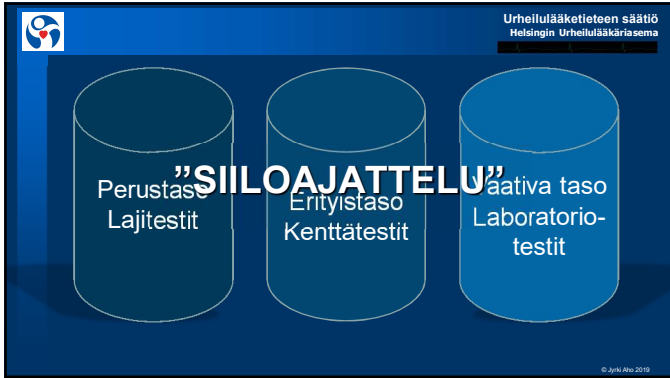 Urheilulääketieteen säätiö
Helsingin Urheilulääkäriasema
"SIILOAJATTELU"
Perustaso
Lajitestit
Erityistaso
Kenttätestit
Vaativa taso
Laboratorio-
testit
© Jyrki Aho 2019